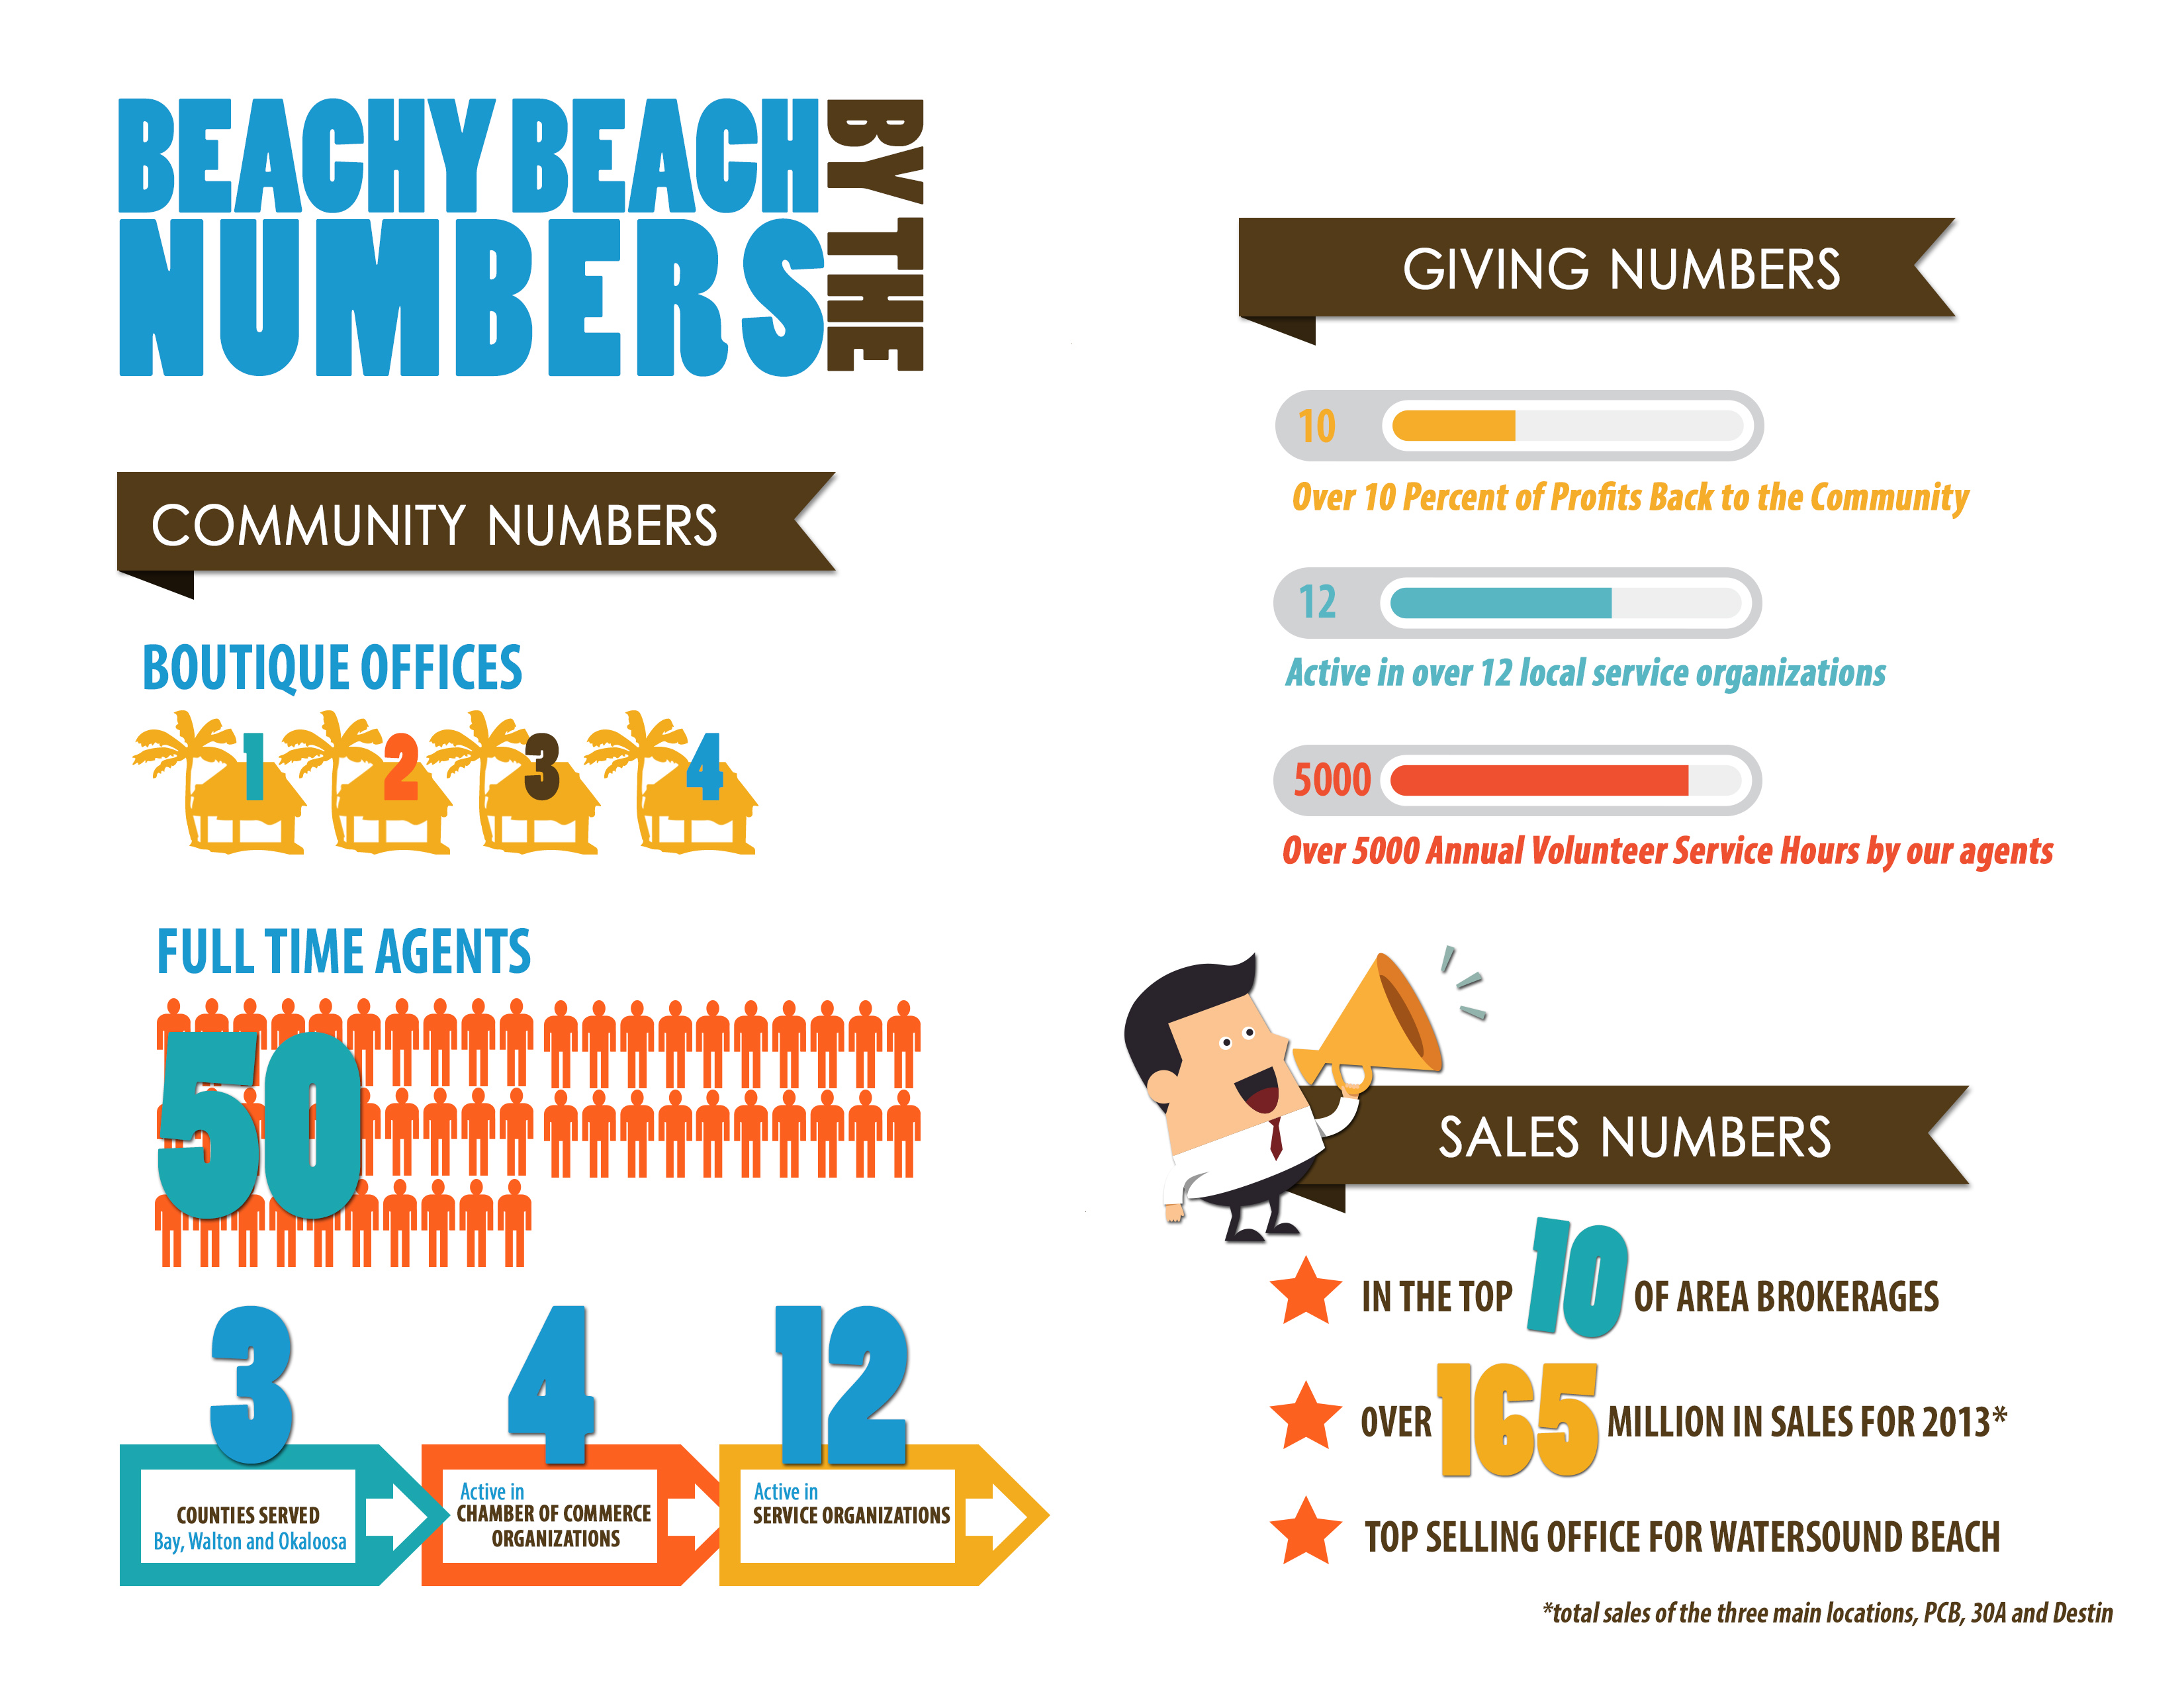 BEACHY BEACH
BY THE
NUMBERS
COMMUNITY NUMBERS
BOUTIQUE OFFICES
1 2 3 4
FULL TIME AGENTS
50
3
COUNTIES SERVED
Bay, Walton and Okaloosa
4
Active in
CHAMBER OF COMMERCE
ORGANIZATIONS
12
Active in
SERVICE ORGANIZATIONS
GIVING NUMBERS
10
Over 10 Percent of Profits Back to the Community
12
Active in over 12 local service organizations
5000
Over 5000 Annual Volunteer Service Hours by our agents
SALES NUMBERS
IN THE TOP 10 OF AREA BROKERAGES
OVER 165 MILLION IN SALES FOR 2013*
TOP SELLING OFFICE FOR WATERSOUND BEACH
*total sales of the three main locations, PCB, 30A and Destin